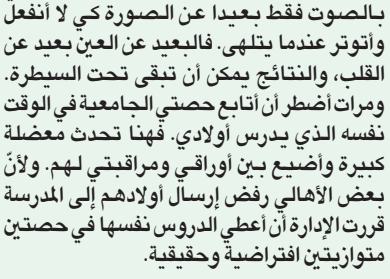 بالصوت فقط بعيدا عن الصورة كي لا أنفعل
وأتوتر عندما يتلهى. فالبعيد عن العين بعيد عن
القلب، والنتائج يمكن أن تبقى تحت السيطرة.
ومرات أضطر أن أتابع حصتي الجامعية في الوقت
نفسه الذي يدرس أولادي. فهنا تحدث معضلة
كبيرة وأضيع بين أوراقي ومراقبتي لهم. ولأنّ
بعض الأهالي رفض إرسال أولادهم إلى المدرسة
قررت الإدارة أن أعطي الدروس نفسها في حصتين
متوازيتين افتراضية وحقيقية.